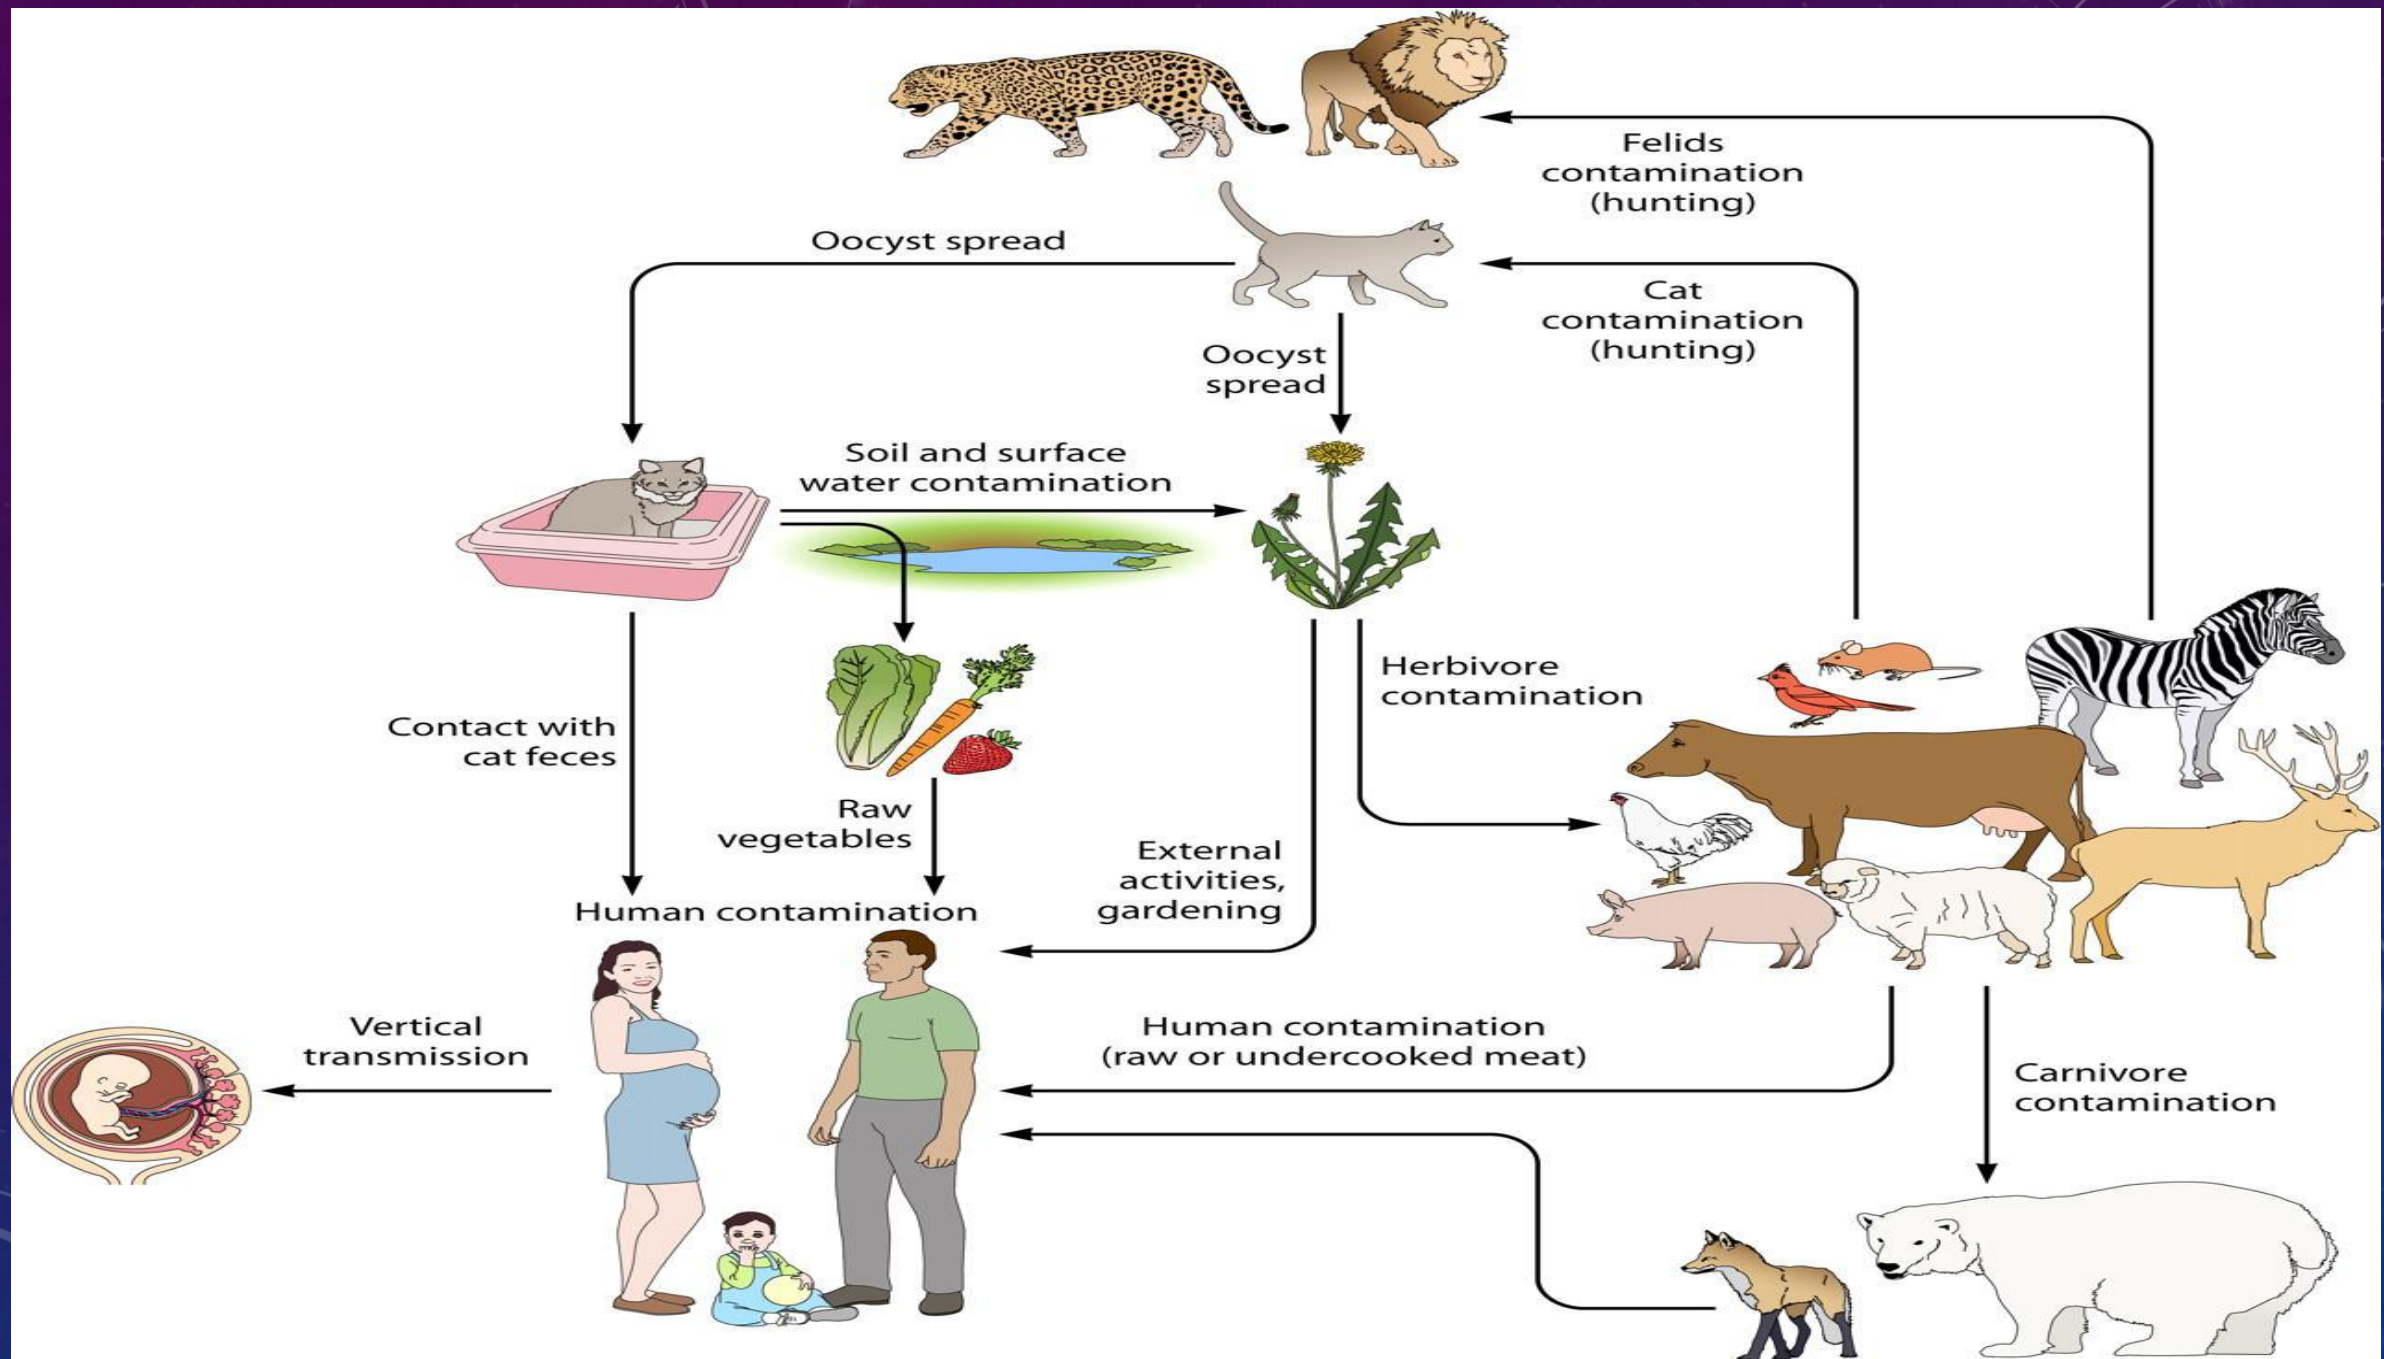 Felids
contamination
(hunting)
Oocyst spread
Cat
contamination
(hunting)
Oocyst
spread
Soil and surface
water contamination
Herbivore
contamination
Contact with
cat feces
Raw
vegetables
External
activities,
gardening
Human contamination
Vertical
transmission
Human contamination
(raw or undercooked meat)
Carnivore
contamination